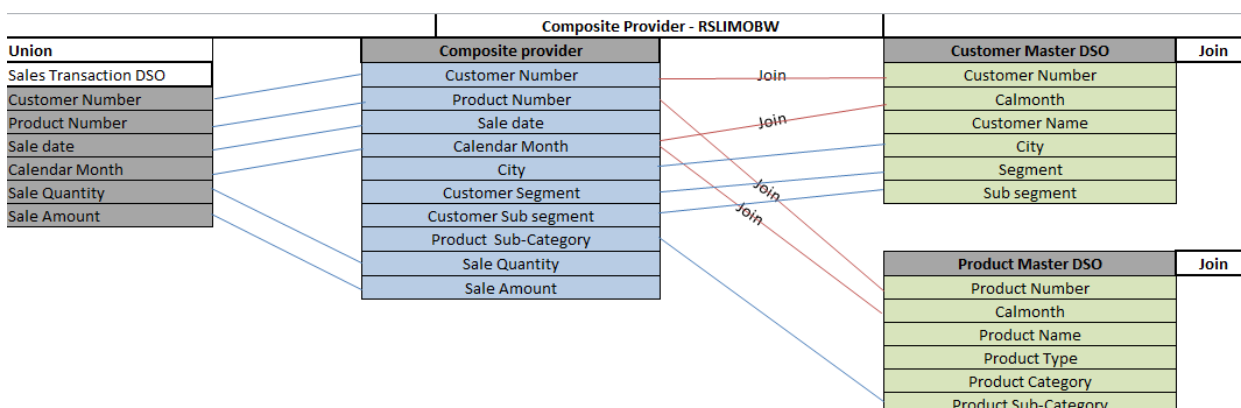 Composite Provider - RSLIMOBW
Union
Sales Transaction DSO
Customer Number
Product Number
Sale date
Calendar Month
Sale Quantity
Sale Amount
Composite provider
Customer Number
Product Number
Sale date
Calendar Month
City
Customer Segment
Customer Sub segment
Product Sub-Category
Sale Quantity
Sale Amount
Join
Join
Join
Join
Customer Master DSO
Join
Customer Number
Calmonth
Customer Name
City
Segment
Sub segment
Product Master DSO
Join
Product Number
Calmonth
Product Name
Product Type
Product Category
Product Sub-Category